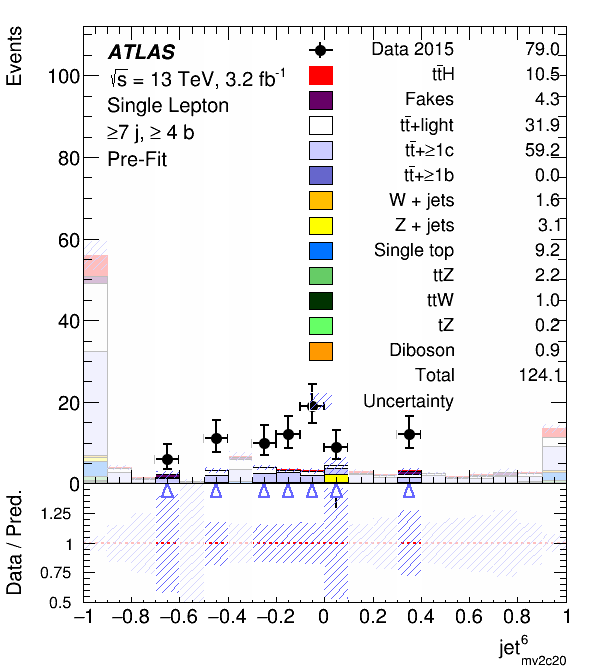 Events
ATLAS
√s = 13 TeV, 3.2 fb⁻¹
Single Lepton
≥7 j, ≥ 4 b
Pre-Fit
Data 2015 79.0
tt̄H 10.5
Fakes 4.3
tt̄+light 31.9
tt̄+≥1c 59.2
tt̄+≥1b 0.0
W + jets 1.6
Z + jets 3.1
Single top 9.2
ttZ 2.2
ttW 1.0
tZ 0.2
Diboson 0.9
Total 124.1
Uncertainty
100
80
60
40
20
0
Data / Pred.
1.25
1
0.75
0.5
−1 −0.8 −0.6 −0.4 −0.2 0 0.2 0.4 0.6 0.8 1
jet⁶mv2c20